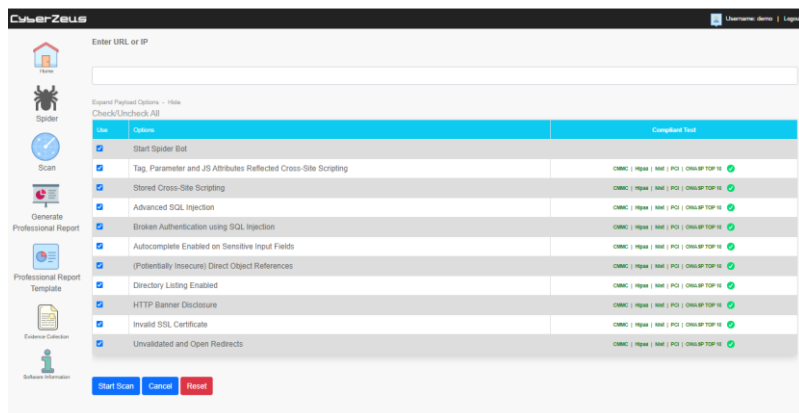 CyberZeus
Username: demo | Logou
Home
Spider
Scan
Generate
Professional Report
Professional Report
Template
Evidence Collection
Software Information
Enter URL or IP
Expand Payload Options - Hide
Check/Uncheck All
Use Options Compliant Test
Start Spider Bot
Tag, Parameter and JS Attributes Reflected Cross-Site Scripting CMMC | Hipaa | Nist | PCI | OWASP TOP 10
Stored Cross-Site Scripting CMMC | Hipaa | Nist | PCI | OWASP TOP 10
Advanced SQL Injection CMMC | Hipaa | Nist | PCI | OWASP TOP 10
Broken Authentication using SQL Injection CMMC | Hipaa | Nist | PCI | OWASP TOP 10
Autocomplete Enabled on Sensitive Input Fields CMMC | Hipaa | Nist | PCI | OWASP TOP 10
(Potientially Insecure) Direct Object References CMMC | Hipaa | Nist | PCI | OWASP TOP 10
Directory Listing Enabled CMMC | Hipaa | Nist | PCI | OWASP TOP 10
HTTP Banner Disclosure CMMC | Hipaa | Nist | PCI | OWASP TOP 10
Invalid SSL Certificate CMMC | Hipaa | Nist | PCI | OWASP TOP 10
Unvalidated and Open Redirects CMMC | Hipaa | Nist | PCI | OWASP TOP 10
Start Scan Cancel Reset